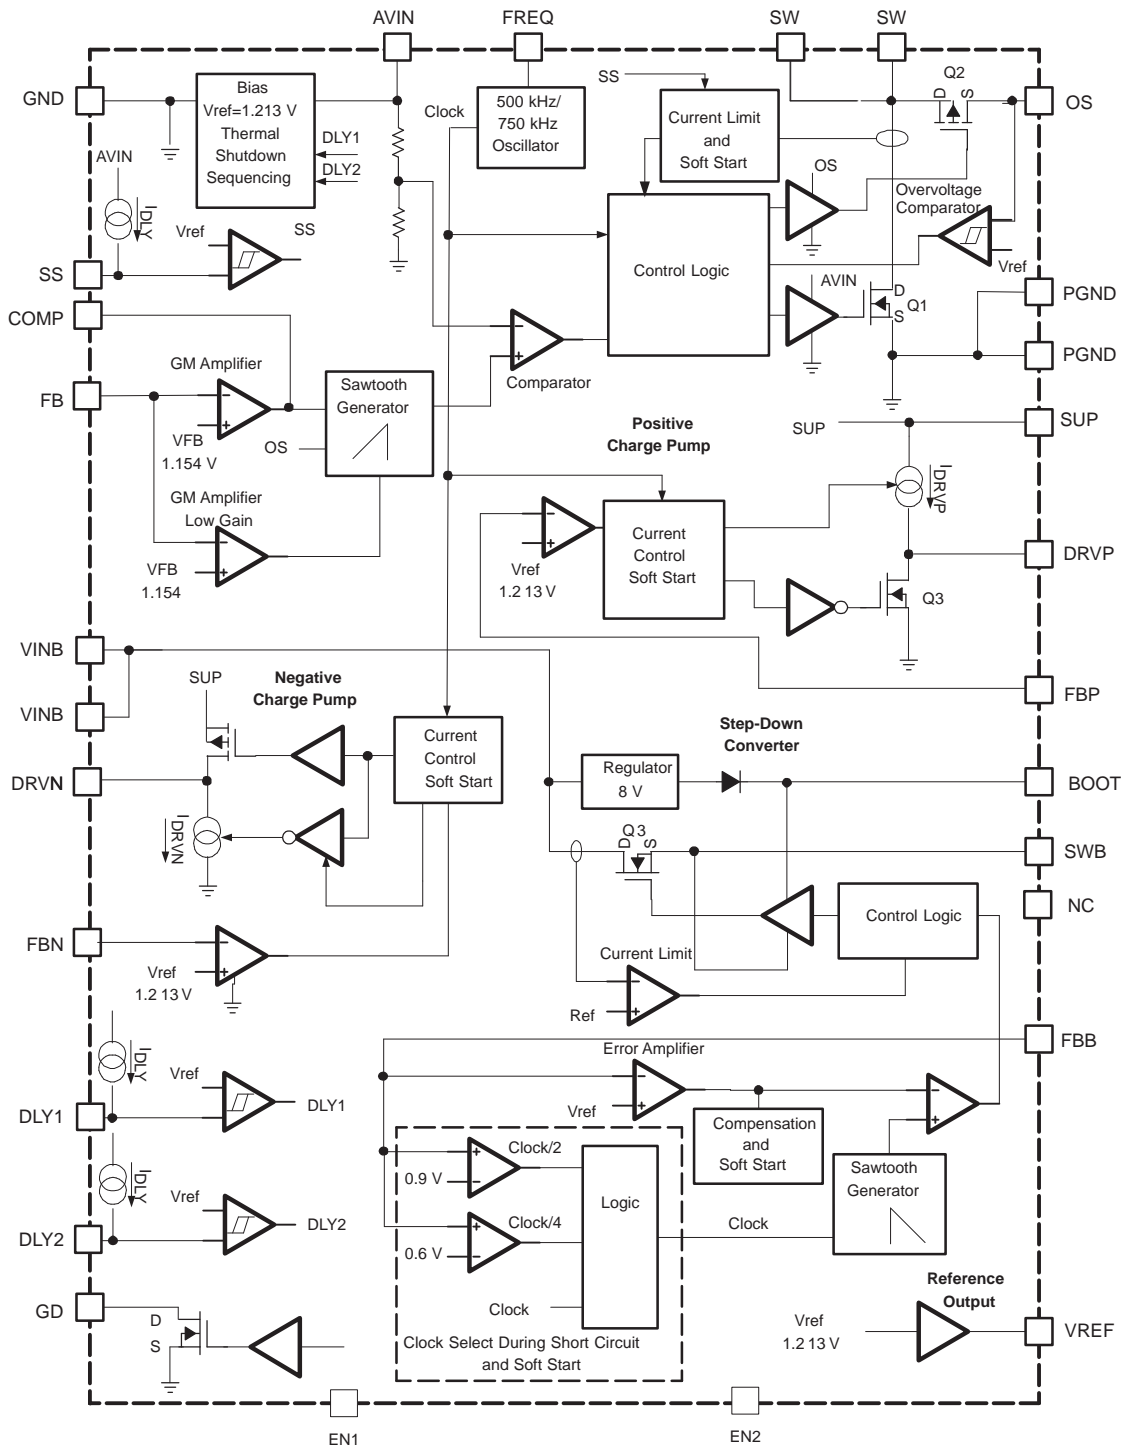 AVIN
FREQ
SW
SW
GND
Bias
Vref=1.213 V
Thermal
Shutdown
Sequencing
DLY1
DLY2
Clock
500 kHz/
750 kHz
Oscillator
SS
Current Limit
and
Soft Start
Q2
D
S
OS
AVIN
IDLY
Vref
SS
SS
OS
Overvoltage
Comparator
Control Logic
Vref
AVIN
D
Q1
S
PGND
PGND
COMP
GM Amplifier
FB
VFB
1.154 V
Sawtooth
Generator
OS
Comparator
GM Amplifier
Low Gain
VFB
1.154
Positive
Charge Pump
SUP
SUP
IDRVP
Vref
1.2 13 V
Current
Control
Soft Start
DRVP
Q3
VINB
VINB
FBP
SUP
Negative
Charge Pump
DRVN
IDRVN
Current
Control
Soft Start
Step-Down
Converter
Regulator
8 V
BOOT
Q3
D
S
SWB
NC
Control Logic
Current Limit
Ref
FBN
Vref
1.2 13 V
FBB
Error Amplifier
Vref
Compensation
and
Soft Start
IDLY
Vref
DLY1
DLY1
IDLY
Vref
DLY2
DLY2
Clock/2
0.9 V
Clock/4
0.6 V
Logic
Clock
Clock
Clock Select During Short Circuit
and Soft Start
Sawtooth
Generator
GD
D
S
Reference
Output
Vref
1.2 13 V
VREF
EN1
EN2